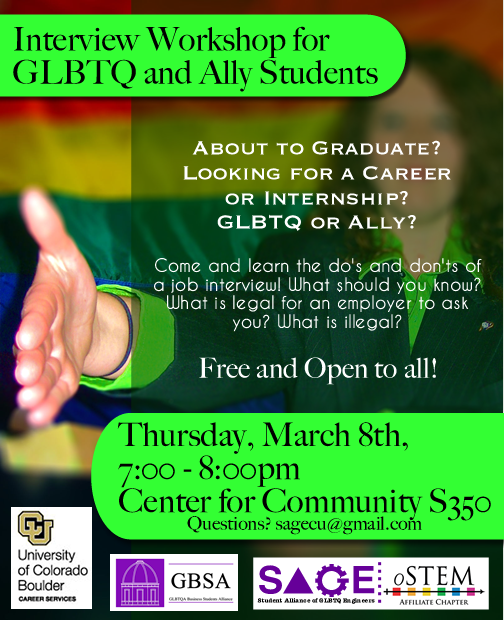 Interview Workshop for
GLBTQ and Ally Students
About to Graduate?
Looking for a Career
or Internship?
GLBTQ or Ally?
Come and learn the do's and don'ts of
a job interview! What should you know?
What is legal for an employer to ask
you? What is illegal?
Free and Open to all!
Thursday, March 8th,
7:00 - 8:00pm
Center for Community S350
Questions? sagecu@gmail.com
CU
University
of Colorado
Boulder
CAREER SERVICES
GBSA
GLBTQA Business Students Alliance
SAGE
Student Alliance of GLBTQ Engineers
oSTEM
AFFILIATE CHAPTER